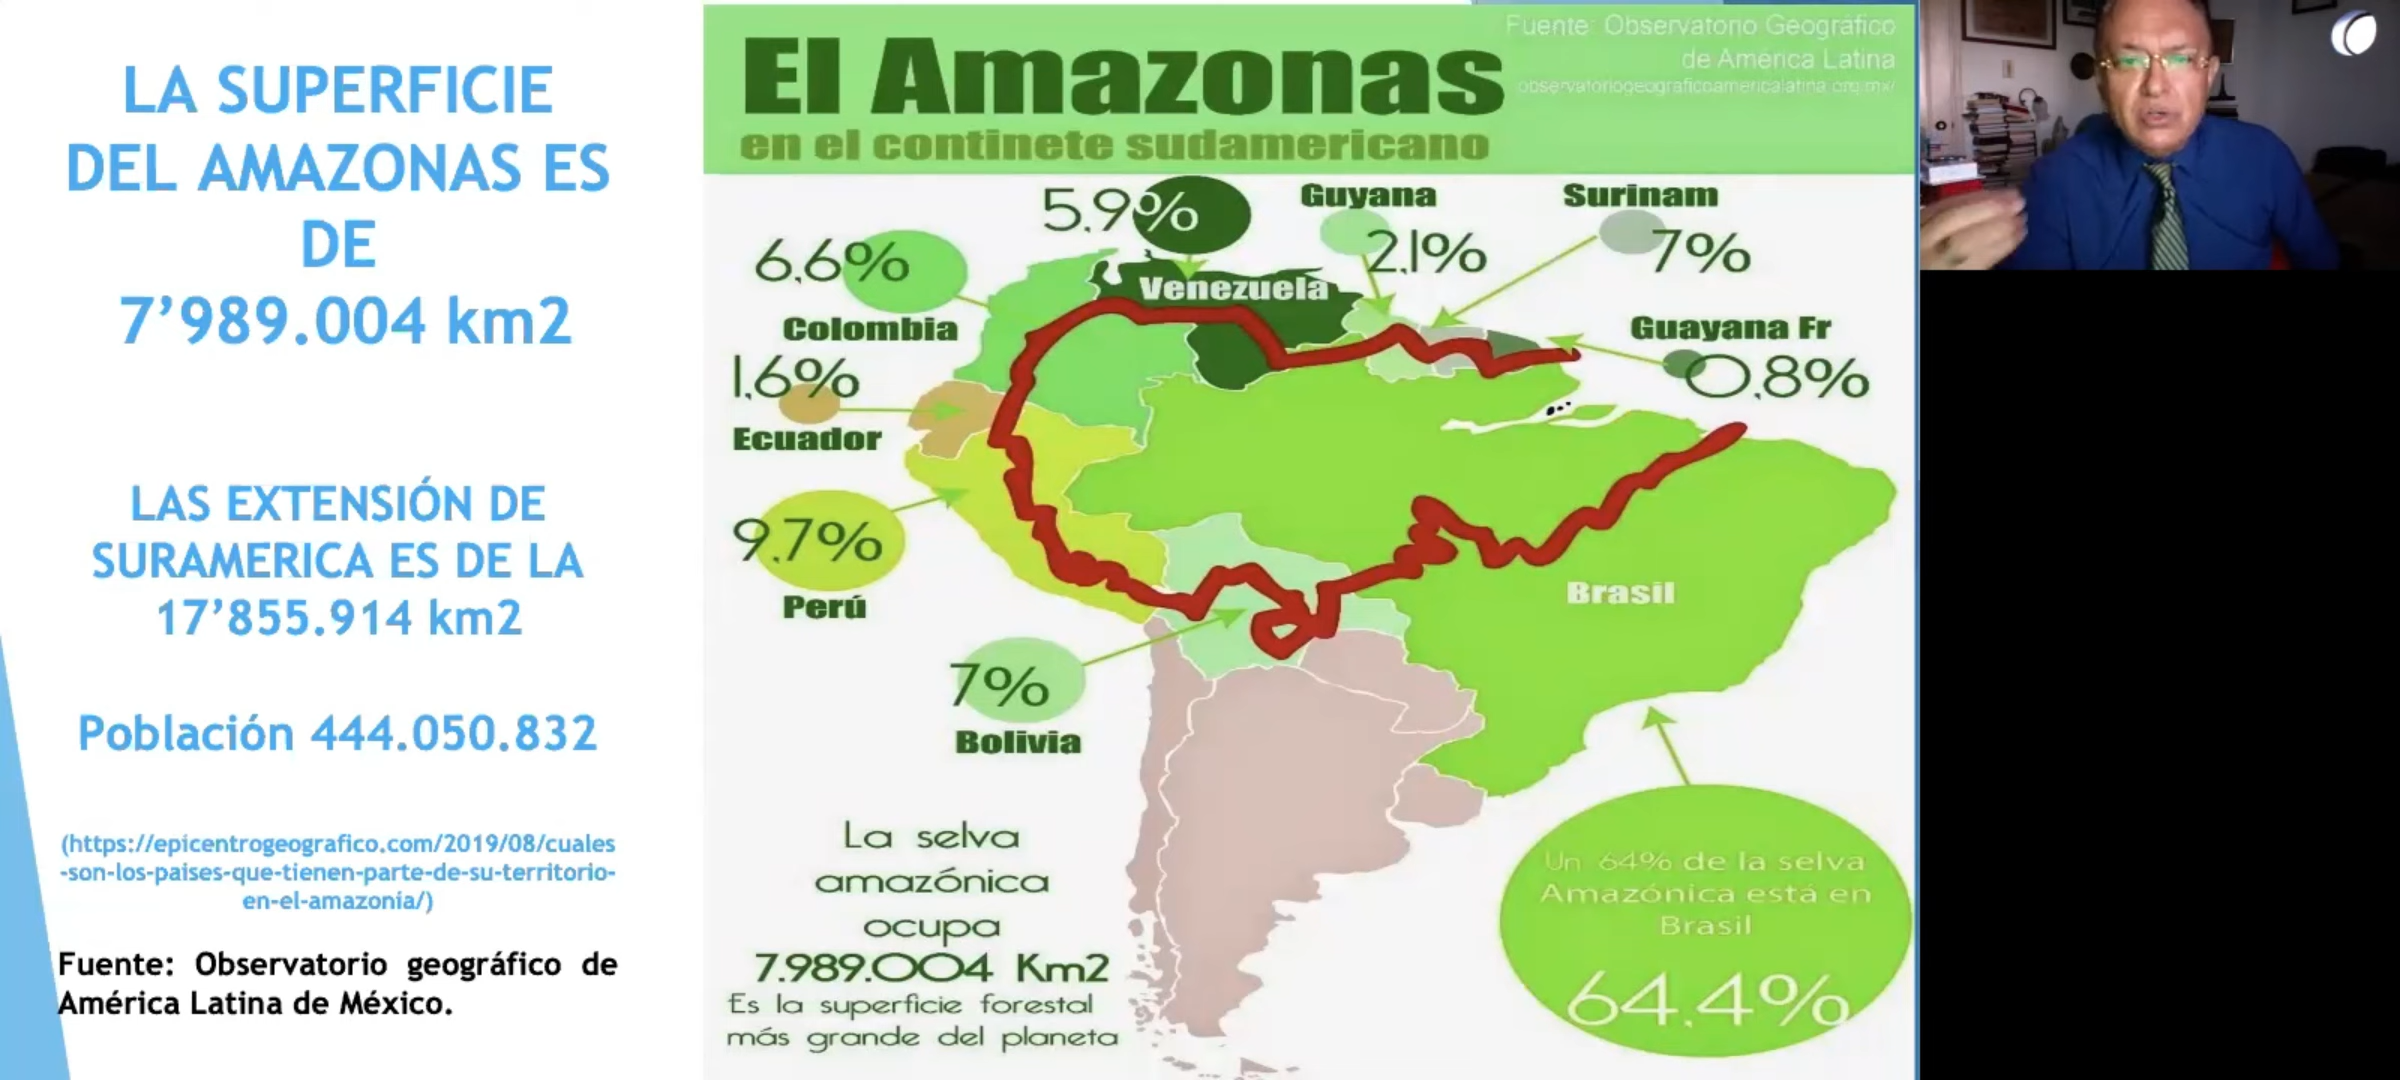 LA SUPERFICIE
DEL AMAZONAS ES
DE
7’989.004 km2
LAS EXTENSIÓN DE
SURAMERICA ES DE LA
17’855.914 km2
Población 444.050.832
(https://epicentrogeografico.com/2019/08/cuales
-son-los-paises-que-tienen-parte-de-su-territorio-
en-el-amazonia/)
Fuente: Observatorio geográfico de
América Latina de México.
El Amazonas
en el continete sudamericano
Fuente: Observatorio Geográfico
de América Latina
observatoriogeograficoamericalatina.org.mx/
5.9%
Venezuela
Guyana
2.1%
Surinam
7%
6.6%
Colombia
Guayana Fr
0.8%
1.6%
Ecuador
9.7%
Perú
Brasil
7%
Bolivia
La selva
amazónica
ocupa
7.989.004 Km2
Es la superficie forestal
más grande del planeta
Un 64% de la selva
Amazónica está en
Brasil
64.4%